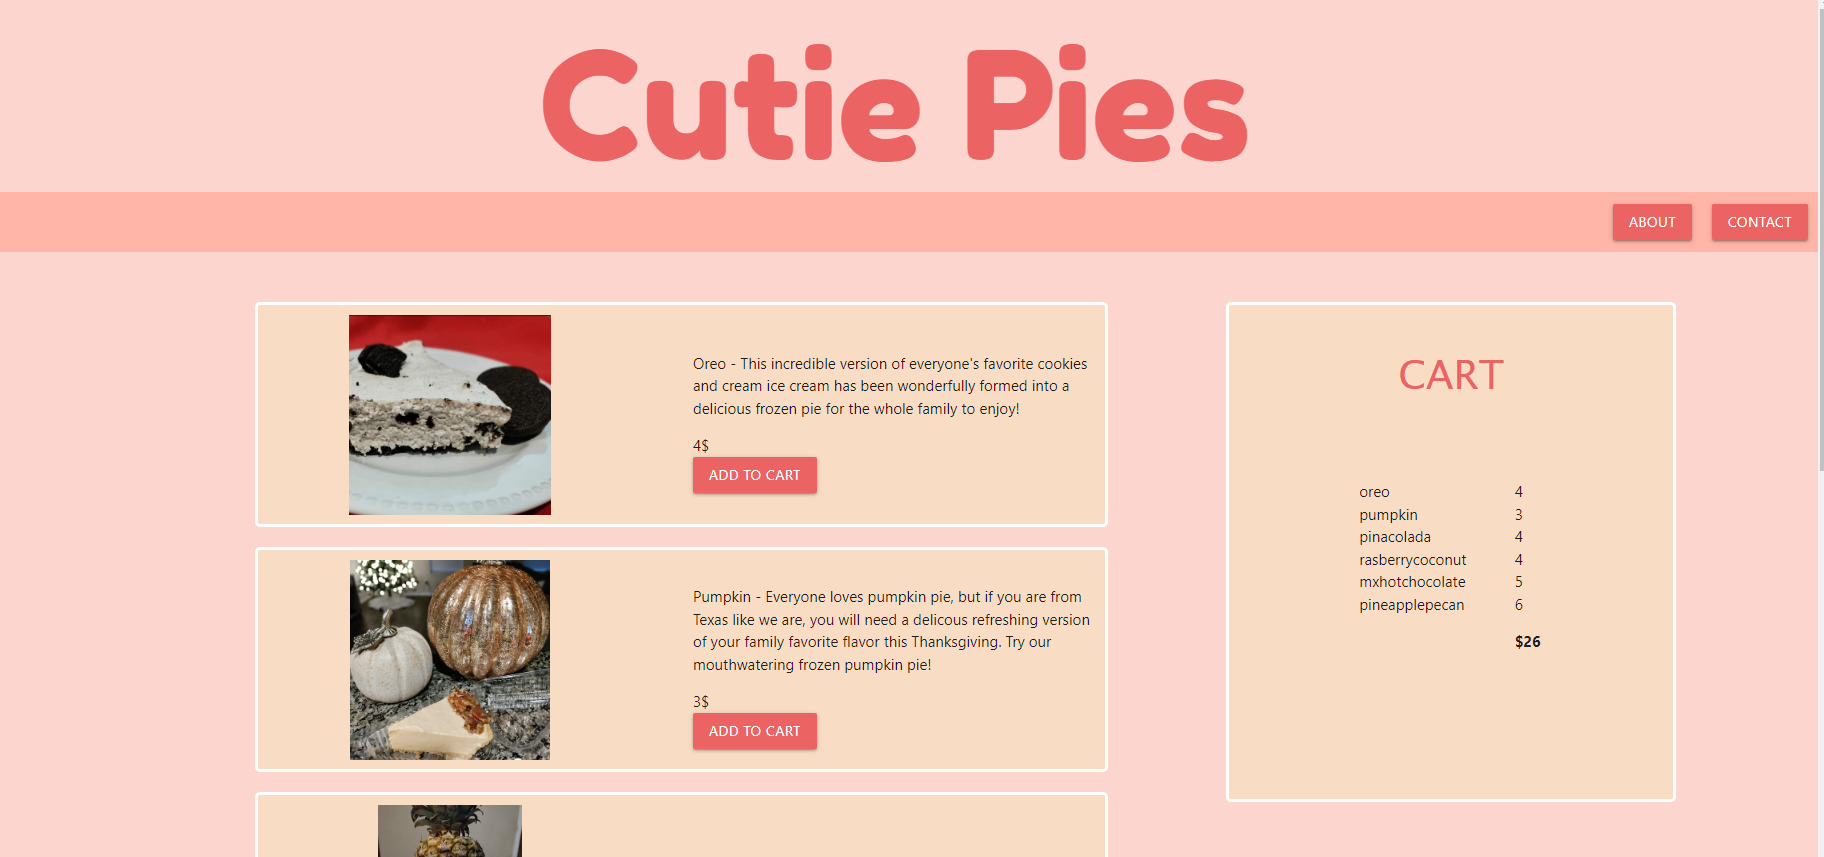 Cutie Pies
ABOUT
CONTACT
Oreo - This incredible version of everyone's favorite cookies
and cream ice cream has been wonderfully formed into a
delicious frozen pie for the whole family to enjoy!
4$
ADD TO CART
Pumpkin - Everyone loves pumpkin pie, but if you are from
Texas like we are, you will need a delicous refreshing version
of your family favorite flavor this Thanksgiving. Try our
mouthwatering frozen pumpkin pie!
3$
ADD TO CART
CART
oreo 4
pumpkin 3
pinacolada 4
rasberrycoconut 4
mxhotchocolate 5
pineapplepecan 6
$26